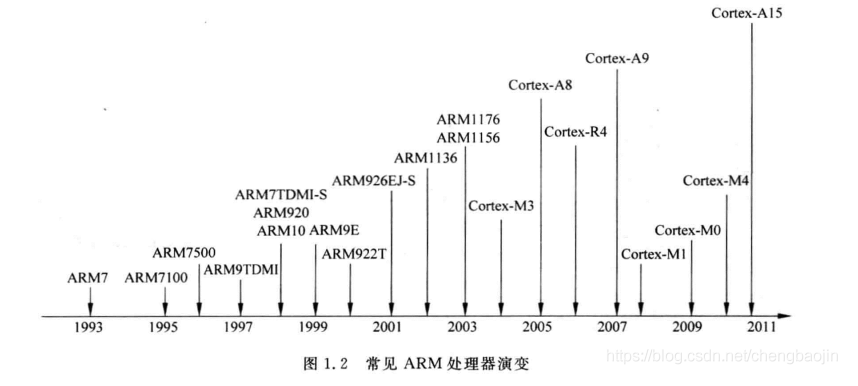 Cortex-A15
Cortex-A9
Cortex-A8
ARM1176
ARM1156
Cortex-R4
ARM1136
ARM926EJ-S
Cortex-M4
ARM7TDMI-S
ARM920
ARM10
ARM9E
Cortex-M3
Cortex-M0
ARM7500
ARM922T
Cortex-M1
ARM7
ARM7100
ARM9TDMI
1993 1995 1997 1999 2001 2003 2005 2007 2009 2011
图 1.2 常见 ARM 处理器演变
https://blog.csdn.net/chengbaojin